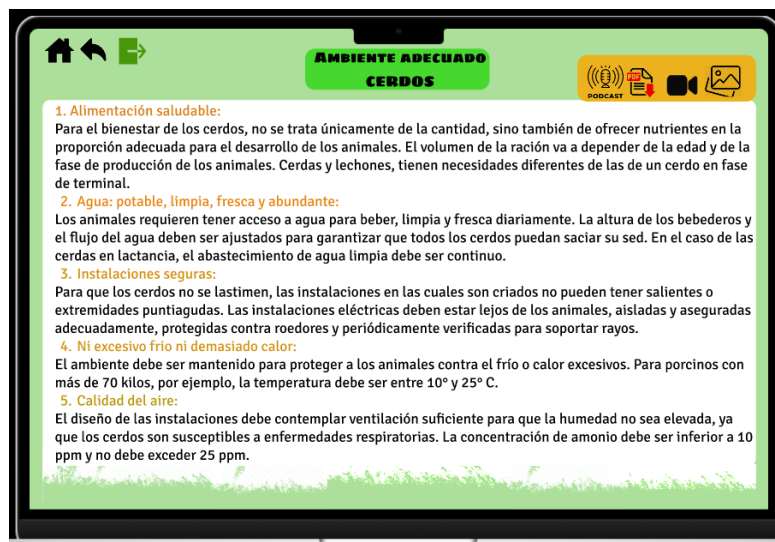 AMBIENTE ADECUADO
CERDOS
PODCAST
PDF
1. Alimentación saludable:
Para el bienestar de los cerdos, no se trata únicamente de la cantidad, sino también de ofrecer nutrientes en la
proporción adecuada para el desarrollo de los animales. El volumen de la ración va a depender de la edad y de la
fase de producción de los animales. Cerdas y lechones, tienen necesidades diferentes de las de un cerdo en fase
de terminal.
2. Agua: potable, limpia, fresca y abundante:
Los animales requieren tener acceso a agua para beber, limpia y fresca diariamente. La altura de los bebederos y
el flujo del agua deben ser ajustados para garantizar que todos los cerdos puedan saciar su sed. En el caso de las
cerdas en lactancia, el abastecimiento de agua limpia debe ser continuo.
3. Instalaciones seguras:
Para que los cerdos no se lastimen, las instalaciones en las cuales son criados no pueden tener salientes o
extremidades puntiagudas. Las instalaciones eléctricas deben estar lejos de los animales, aisladas y aseguradas
adecuadamente, protegidas contra roedores y periódicamente verificadas para soportar rayos.
4. Ni excesivo frio ni demasiado calor:
El ambiente debe ser mantenido para proteger a los animales contra el frío o calor excesivos. Para porcinos con
más de 70 kilos, por ejemplo, la temperatura debe ser entre 10º y 25º C.
5. Calidad del aire:
El diseño de las instalaciones debe contemplar ventilación suficiente para que la humedad no sea elevada, ya
que los cerdos son susceptibles a enfermedades respiratorias. La concentración de amonio debe ser inferior a 10
ppm y no debe exceder 25 ppm.